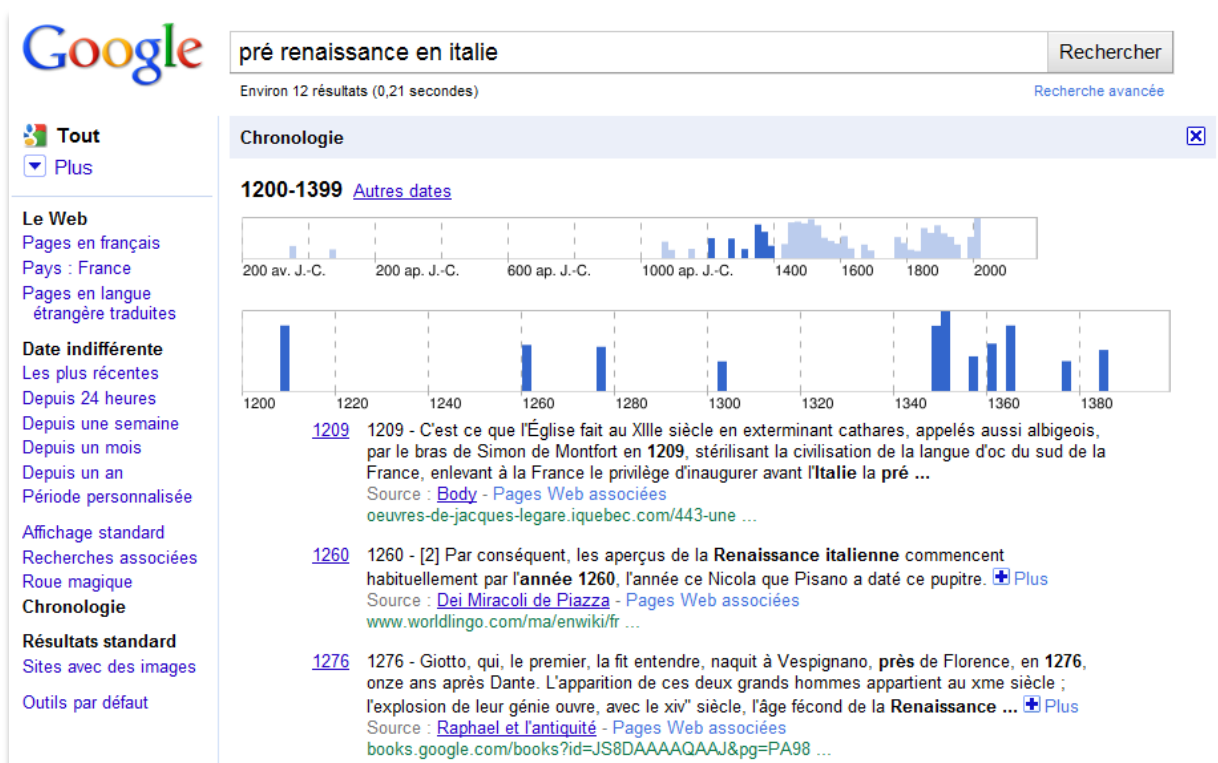 Google
pré renaissance en italie
Rechercher
Environ 12 résultats (0,21 secondes)
Recherche avancée
Tout
Plus
Le Web
Pages en français
Pays : France
Pages en langue
étrangère traduites
Date indifférente
Les plus récentes
Depuis 24 heures
Depuis une semaine
Depuis un mois
Depuis un an
Période personnalisée
Affichage standard
Recherches associées
Roue magique
Chronologie
Résultats standard
Sites avec des images
Outils par défaut
Chronologie
1200-1399 Autres dates
200 av. J.-C. 200 ap. J.-C. 600 ap. J.-C. 1000 ap. J.-C. 1400 1600 1800 2000
1200 1220 1240 1260 1280 1300 1320 1340 1360 1380
1209 1209 - C'est ce que l'Église fait au XIIIe siècle en exterminant cathares, appelés aussi albigeois,
par le bras de Simon de Montfort en 1209, stérilisant la civilisation de la langue d'oc du sud de la
France, enlevant à la France le privilège d'inaugurer avant l'Italie la pré ...
Source : Body - Pages Web associées
oeuvres-de-jacques-legare.iquebec.com/443-une ...
1260 1260 - [2] Par conséquent, les aperçus de la Renaissance italienne commencent
habituellement par l'année 1260, l'année ce Nicola que Pisano a daté ce pupitre. Plus
Source : Dei Miracoli de Piazza - Pages Web associées
www.worldlingo.com/ma/enwiki/fr ...
1276 1276 - Giotto, qui, le premier, la fit entendre, naquit à Vespignano, près de Florence, en 1276,
onze ans après Dante. L'apparition de ces deux grands hommes appartient au xme siècle ;
l'explosion de leur génie ouvre, avec le xiv" siècle, l'âge fécond de la Renaissance ... Plus
Source : Raphael et l'antiquité - Pages Web associées
books.google.com/books?id=JS8DAAAAQAAJ&pg=PA98 ...